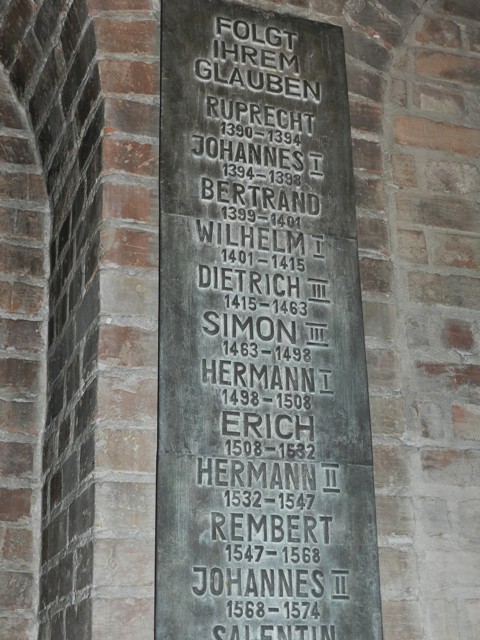 FOLGT
IHREM
GLAUBEN
RUPRECHT
1390-1394
JOHANNES I
1394-1398
BERTRAND
1399-1401
WILHELM I
1401-1415
DIETRICH III
1415-1463
SIMON III
1463-1498
HERMANN I
1498-1508
ERICH
1508-1532
HERMANN II
1532-1547
REMBERT
1547-1568
JOHANNES II
1568-1574
SALENTIN